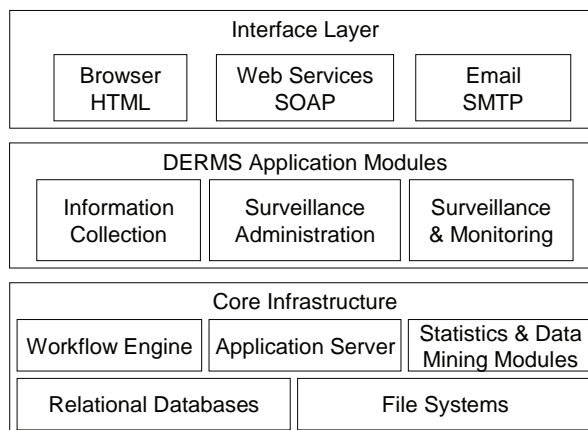 Interface Layer
Browser
HTML
Web Services
SOAP
Email
SMTP
DERMS Application Modules
Information
Collection
Surveillance
Administration
Surveillance
& Monitoring
Core Infrastructure
Workflow Engine
Application Server
Statistics & Data
Mining Modules
Relational Databases
File Systems